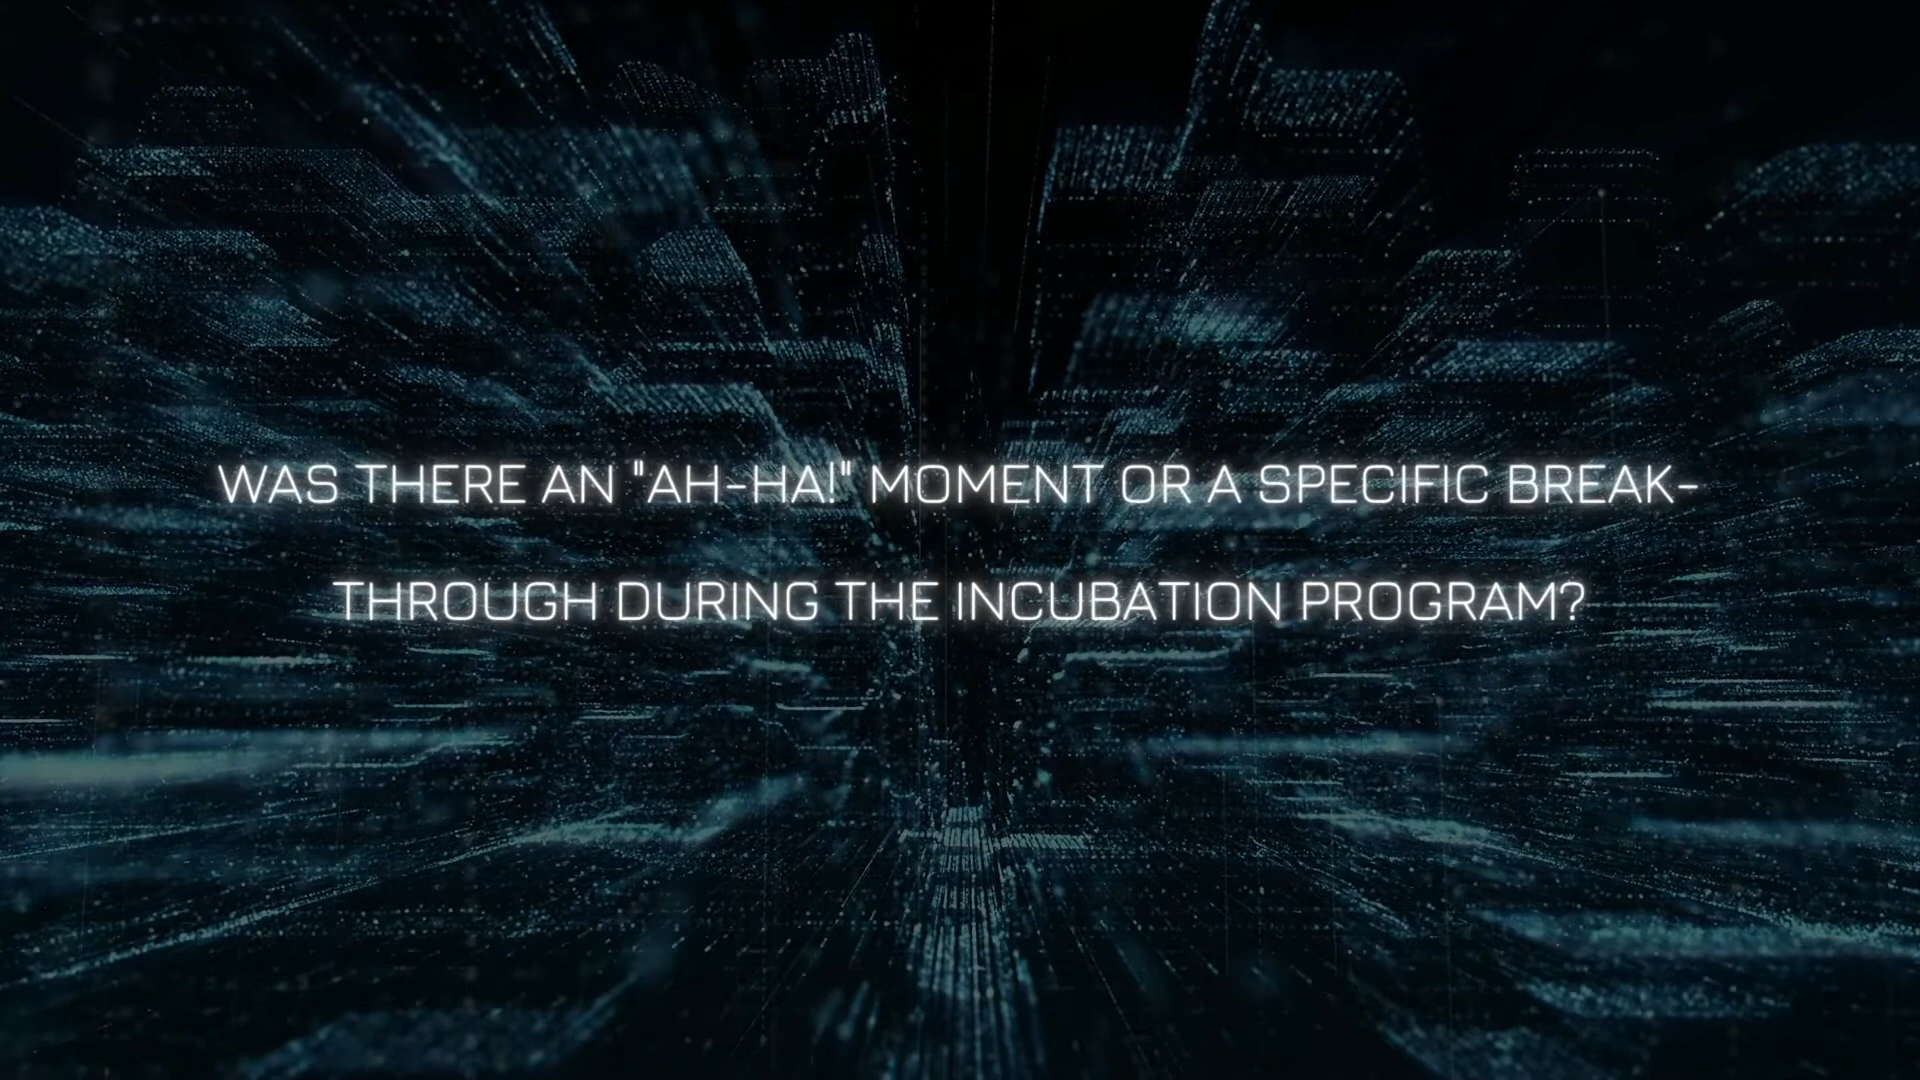 WAS THERE AN "AH-HA!" MOMENT OR A SPECIFIC BREAK-
THROUGH DURING THE INCUBATION PROGRAM?